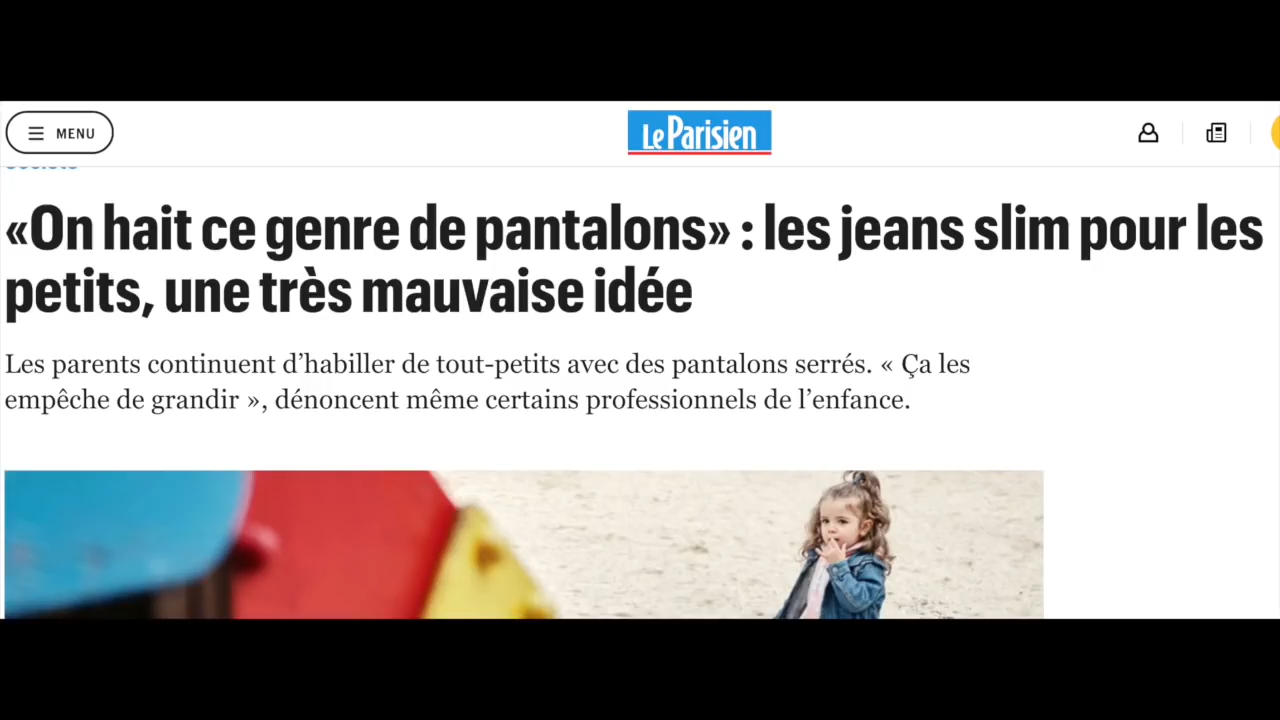 MENU
Le Parisien
«On hait ce genre de pantalons» : les jeans slim pour les
petits, une très mauvaise idée
Les parents continuent d’habiller de tout-petits avec des pantalons serrés. « Ça les
empêche de grandir », dénoncent même certains professionnels de l’enfance.